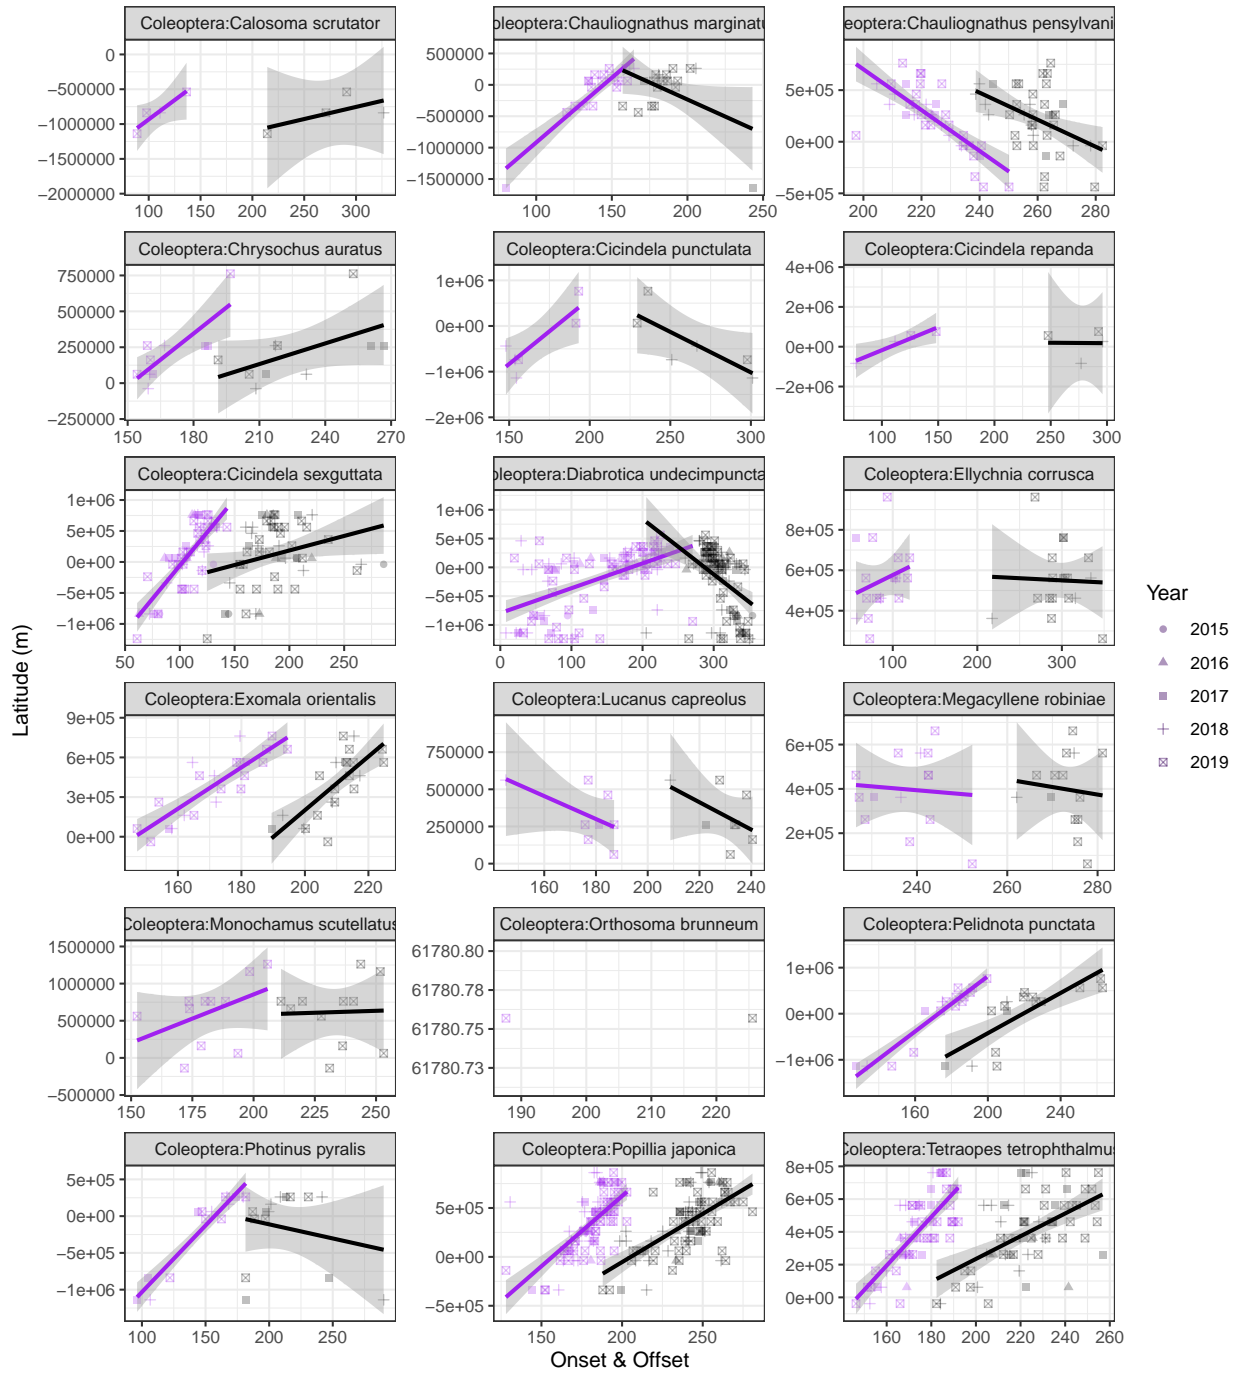 Coleoptera:Calosoma scrutator
oleoptera:Chauliognathus marginatu
eoptera:Chauliognathus pensylvani
0
−500000
−1000000
−1500000
−2000000
100 150 200 250 300
500000
0
−500000
−1000000
−1500000
100 150 200 250
5e+05
0e+00
−5e+05
200 220 240 260 280
Coleoptera:Chrysochus auratus
Coleoptera:Cicindela punctulata
Coleoptera:Cicindela repanda
750000
500000
250000
0
−250000
150 180 210 240 270
1e+06
0e+00
−1e+06
−2e+06
150 200 250 300
4e+06
2e+06
0e+00
−2e+06
100 150 200 250 300
Coleoptera:Cicindela sexguttata
oleoptera:Diabrotica undecimpuncta
Coleoptera:Ellychnia corrusca
1e+06
5e+05
0e+00
−5e+05
−1e+06
50 100 150 200 250
1e+06
5e+05
0e+00
−5e+05
−1e+06
0 100 200 300
8e+05
6e+05
4e+05
100 200 300
Coleoptera:Exomala orientalis
Coleoptera:Lucanus capreolus
Coleoptera:Megacyllene robiniae
9e+05
6e+05
3e+05
0e+00
160 180 200 220
750000
500000
250000
0
160 180 200 220 240
6e+05
4e+05
2e+05
240 260 280
Coleoptera:Monochamus scutellatus
Coleoptera:Orthosoma brunneum
Coleoptera:Pelidnota punctata
1500000
1000000
500000
0
−500000
150 175 200 225 250
61780.80
61780.78
61780.75
61780.73
190 200 210 220
1e+06
0e+00
−1e+06
160 200 240
Coleoptera:Photinus pyralis
Coleoptera:Popillia japonica
Coleoptera:Tetraopes tetrophthalmus
5e+05
0e+00
−5e+05
−1e+06
100 150 200 250
5e+05
0e+00
−5e+05
150 200 250
8e+05
6e+05
4e+05
2e+05
0e+00
160 180 200 220 240 260
Latitude (m)
Onset & Offset
Year
2015
2016
2017
2018
2019